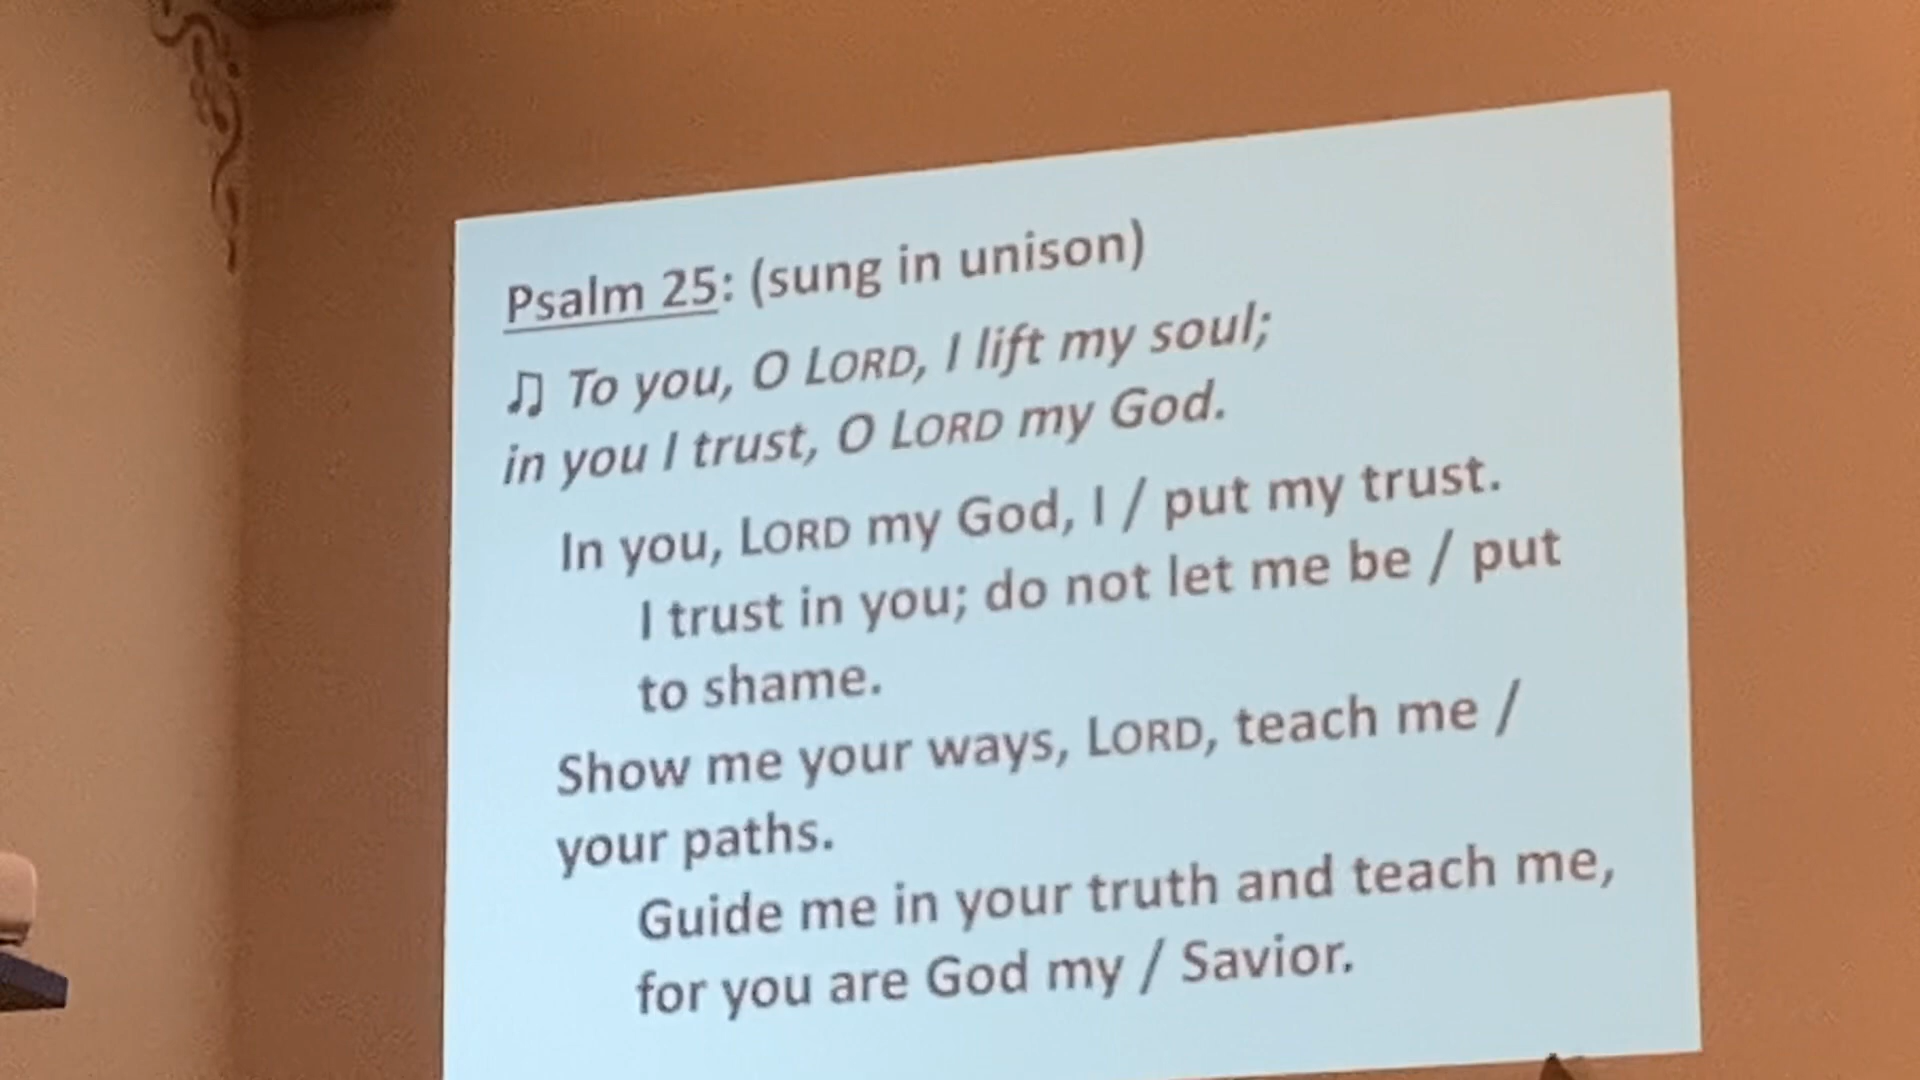 Psalm 25: (sung in unison)
♫ To you, O LORD, I lift my soul;
in you I trust, O LORD my God.
In you, LORD my God, I / put my trust.
I trust in you; do not let me be / put
to shame.
Show me your ways, LORD, teach me /
your paths.
Guide me in your truth and teach me,
for you are God my / Savior.